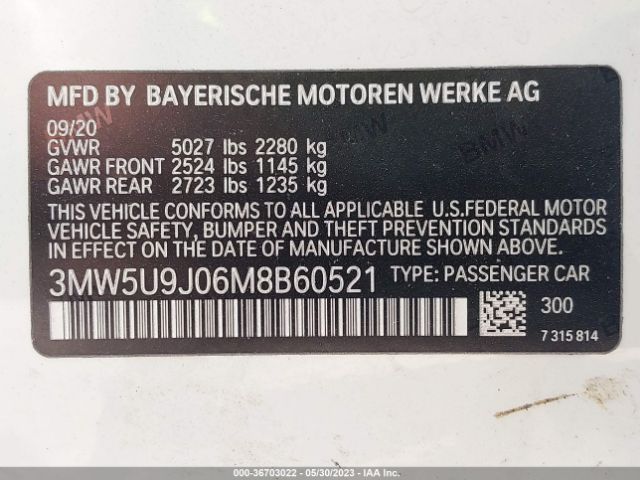 MFD BY BAYERISCHE MOTOREN WERKE AG
09/20
GVWR 5027 lbs 2280 kg
GAWR FRONT 2524 lbs 1145 kg
GAWR REAR 2723 lbs 1235 kg
THIS VEHICLE CONFORMS TO ALL APPLICABLE U.S.FEDERAL MOTOR
VEHICLE SAFETY, BUMPER AND THEFT PREVENTION STANDARDS
IN EFFECT ON THE DATE OF MANUFACTURE SHOWN ABOVE.
3MW5U9J06M8B60521 TYPE: PASSENGER CAR
300
7 315 814
000-36703022 - 05/30/2023 - IAA, Inc.